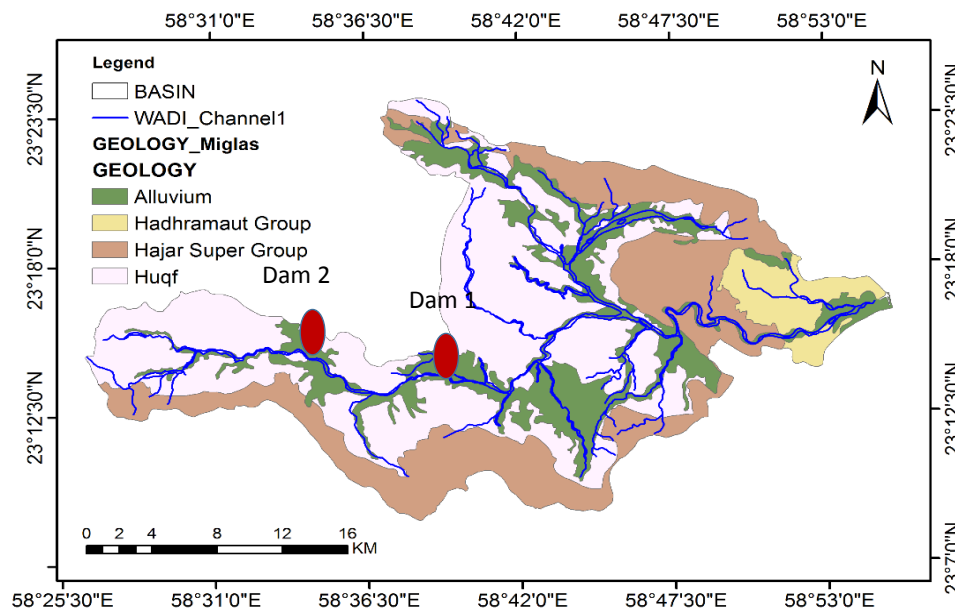 58°31'0"E 58°36'30"E 58°42'0"E 58°47'30"E 58°53'0"E
Legend
BASIN
WADI_Channel1
GEOLOGY_Miglas
GEOLOGY
Alluvium
Hadhramaut Group
Hajar Super Group
Huqf
N
Dam 2
Dam 1
23°23'30"N
23°18'0"N
23°12'30"N
23°23'30"N
23°18'0"N
23°12'30"N
23°7'0"N
0 2 4 8 12 16
KM
58°25'30"E 58°31'0"E 58°36'30"E 58°42'0"E 58°47'30"E 58°53'0"E